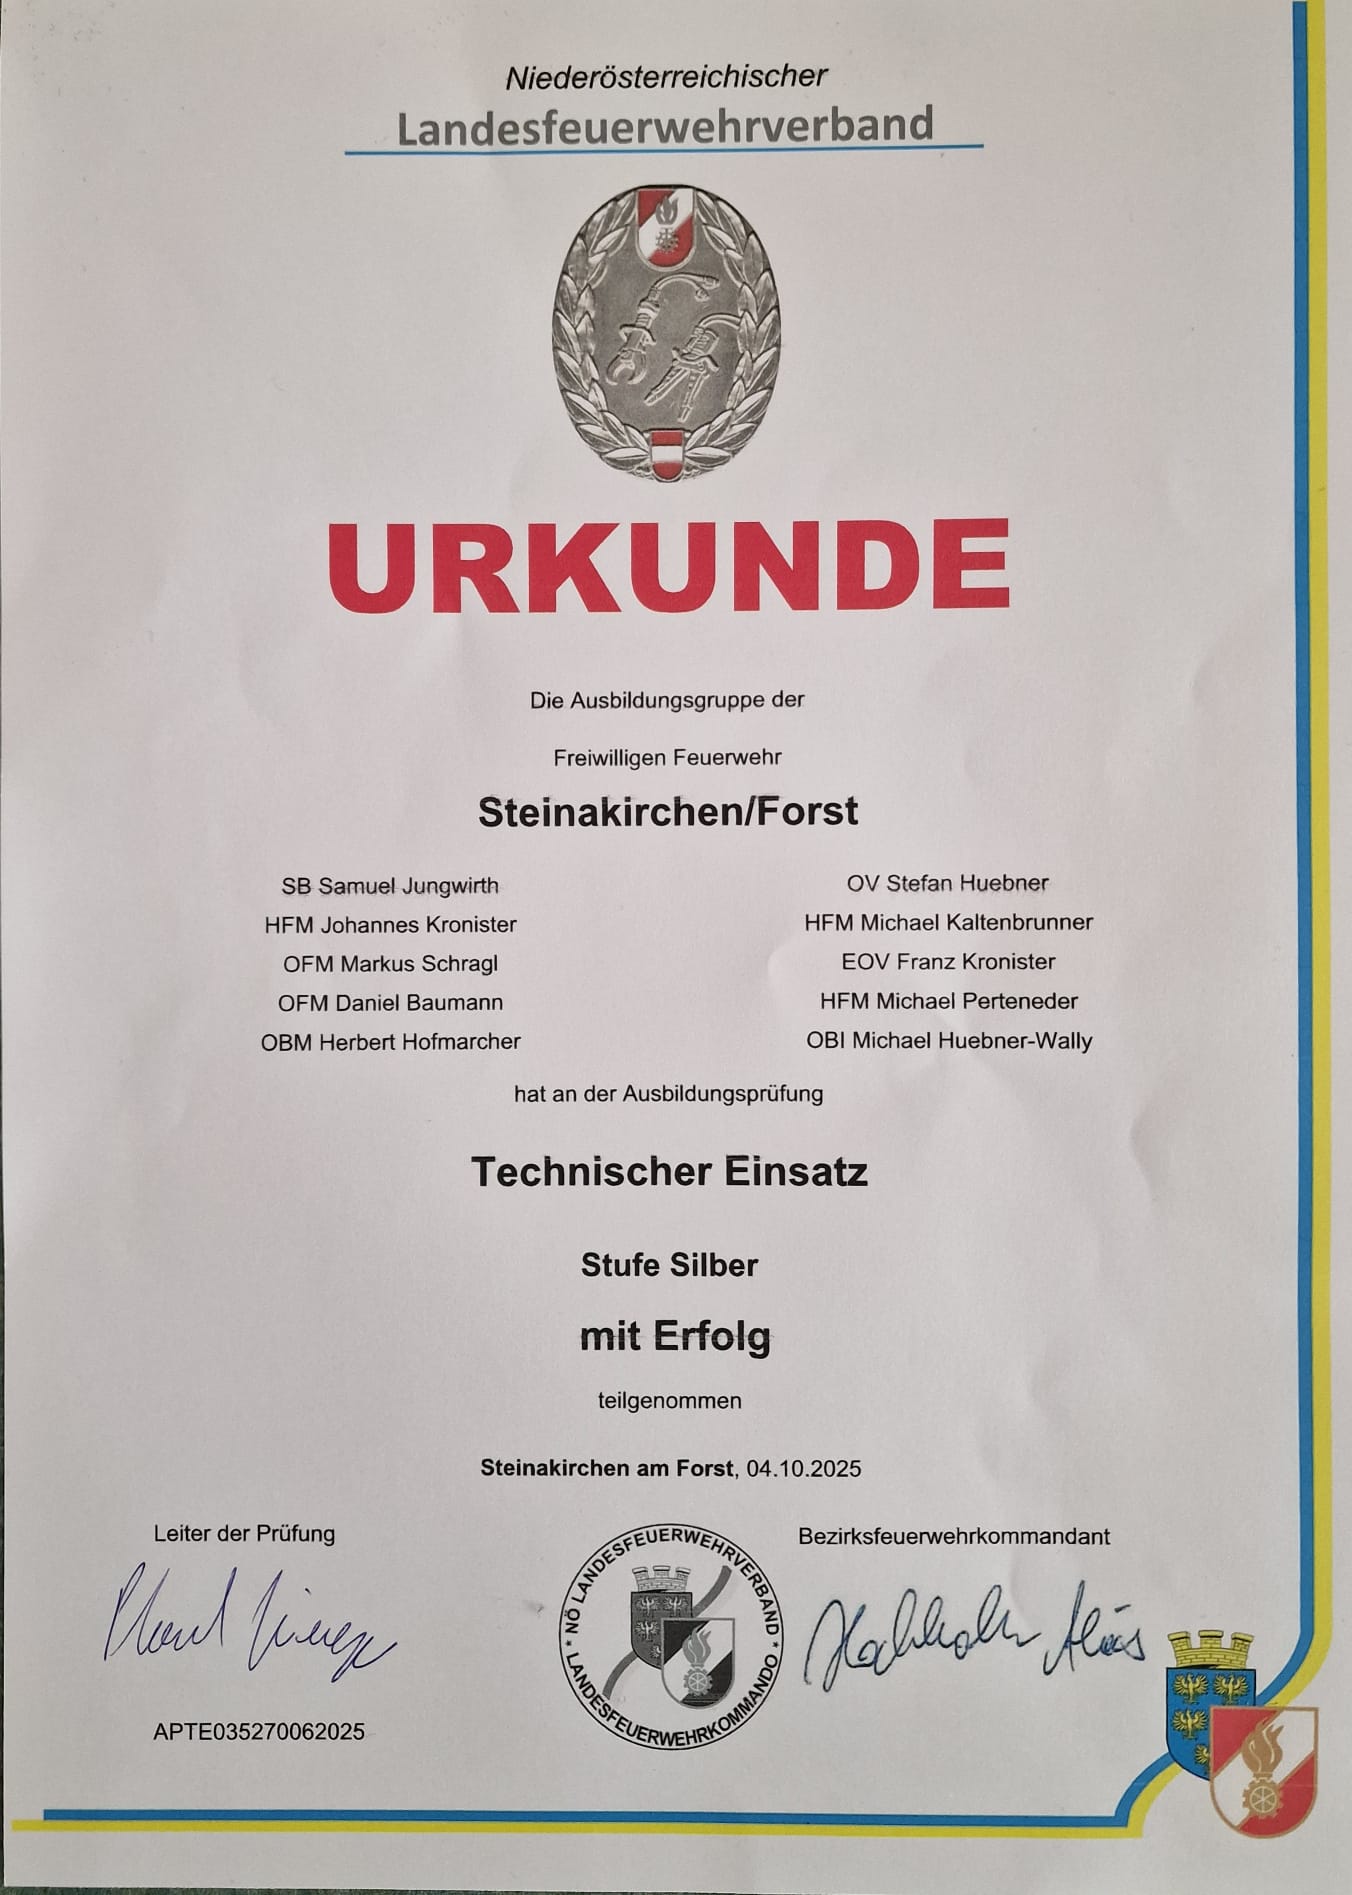 Niederösterreichischer
Landesfeuerwehrverband
URKUNDE
Die Ausbildungsgruppe der
Freiwilligen Feuerwehr
Steinakirchen/Forst
SB Samuel Jungwirth
OV Stefan Huebner
HFM Johannes Kronister
HFM Michael Kaltenbrunner
OFM Markus Schragl
EOV Franz Kronister
OFM Daniel Baumann
HFM Michael Perteneder
OBM Herbert Hofmarcher
OBI Michael Huebner-Wally
hat an der Ausbildungsprüfung
Technischer Einsatz
Stufe Silber
mit Erfolg
teilgenommen
Steinakirchen am Forst, 04.10.2025
Leiter der Prüfung
Bezirksfeuerwehrkommandant
* NÖ LANDESFEUERWEHRVERBAND *
LANDESFEUERWEHRKOMMANDO
APTE035270062025